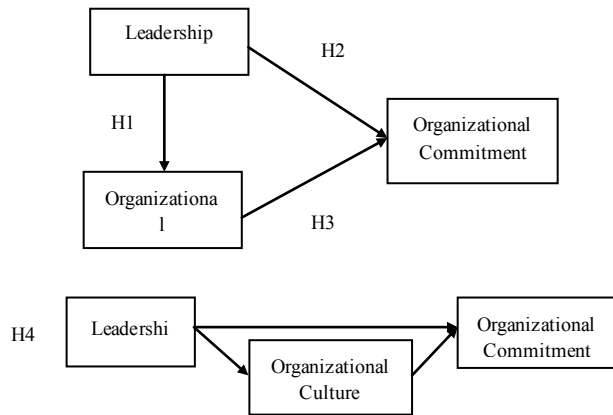 Leadership
H2
H1
Organizational
Commitment
Organizationa
l
H3
H4
Leadershi
Organizational
Commitment
Organizational
Culture